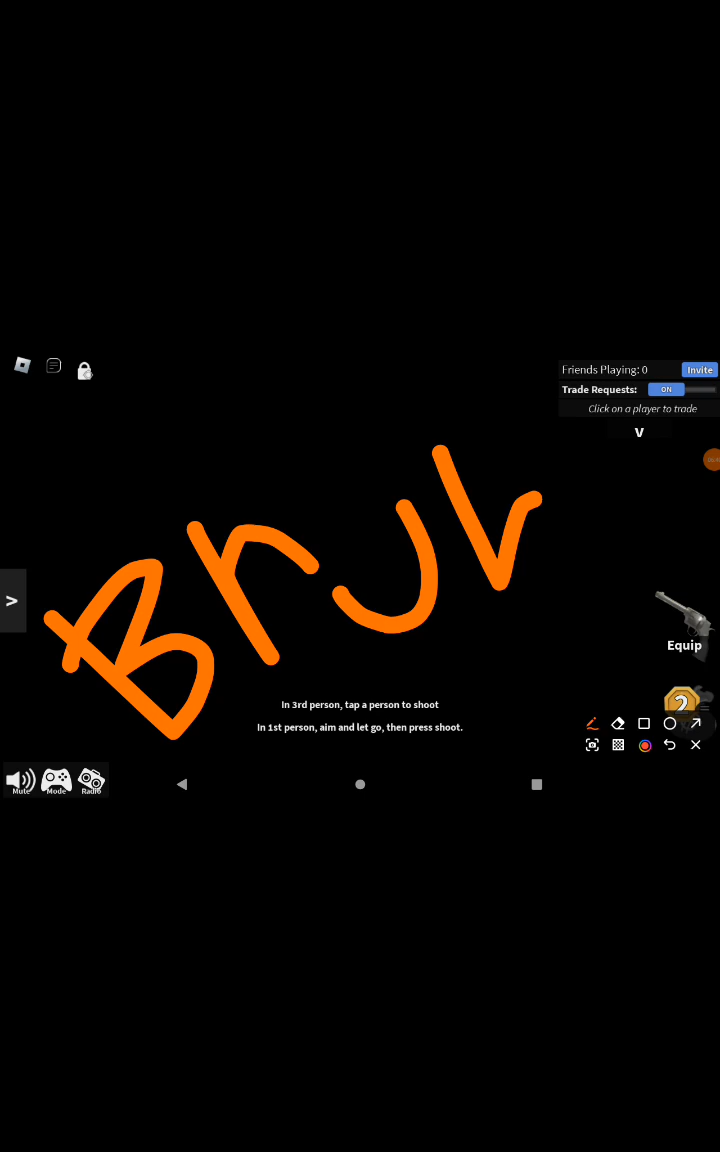 Friends Playing: 0 Invite
Trade Requests: ON
Click on a player to trade
V
>
Equip
2
In 3rd person, tap a person to shoot
In 1st person, aim and let go, then press shoot.
Mute Mode Radio